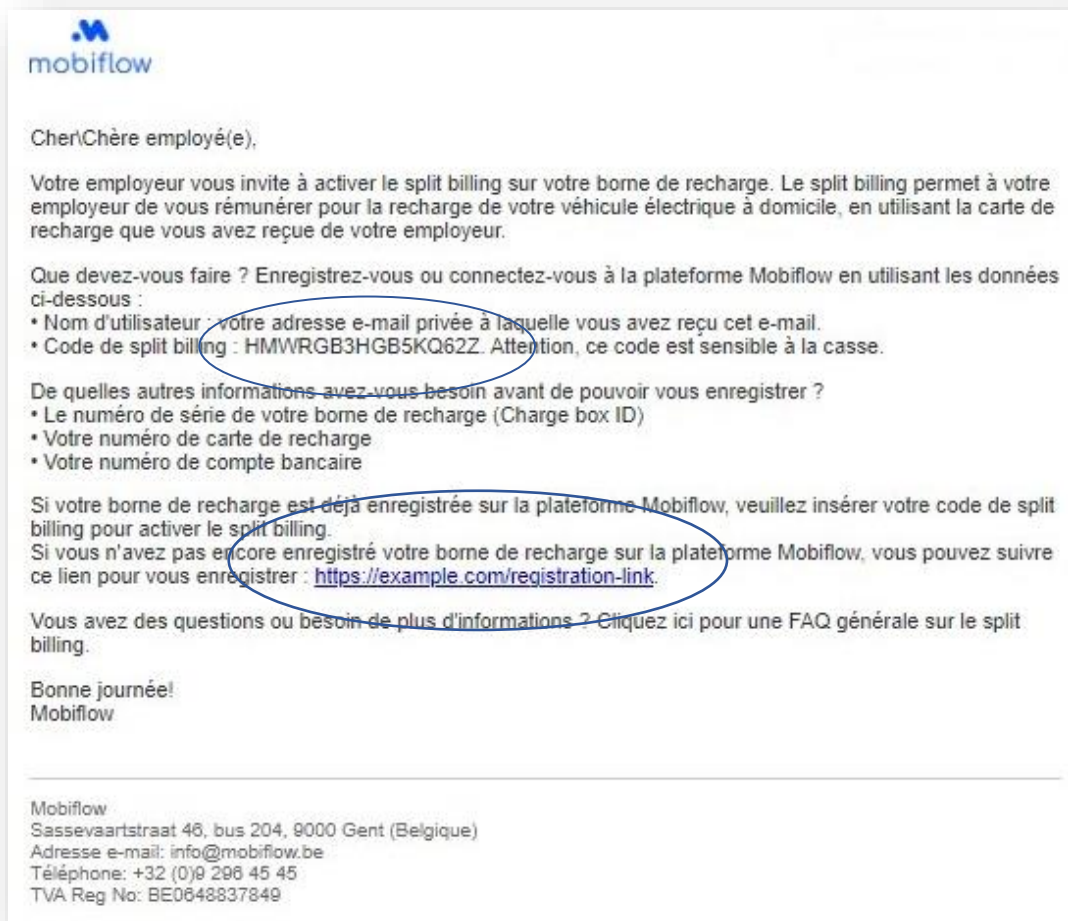 mobiflow
Cher\Chère employé(e),
Votre employeur vous invite à activer le split billing sur votre borne de recharge. Le split billing permet à votre
employeur de vous rémunérer pour la recharge de votre véhicule électrique à domicile, en utilisant la carte de
recharge que vous avez reçue de votre employeur.
Que devez-vous faire ? Enregistrez-vous ou connectez-vous à la plateforme Mobiflow en utilisant les données
ci-dessous :
• Nom d'utilisateur : votre adresse e-mail privée à laquelle vous avez reçu cet e-mail.
• Code de split billing : HMWRGB3HGB5KQ62Z. Attention, ce code est sensible à la casse.
De quelles autres informations avez-vous besoin avant de pouvoir vous enregistrer ?
• Le numéro de série de votre borne de recharge (Charge box ID)
• Votre numéro de carte de recharge
• Votre numéro de compte bancaire
Si votre borne de recharge est déjà enregistrée sur la plateforme Mobiflow, veuillez insérer votre code de split
billing pour activer le split billing.
Si vous n'avez pas encore enregistré votre borne de recharge sur la plateforme Mobiflow, vous pouvez suivre
ce lien pour vous enregistrer : https://example.com/registration-link.
Vous avez des questions ou besoin de plus d'informations ? Cliquez ici pour une FAQ générale sur le split
billing.
Bonne journée!
Mobiflow
Mobiflow
Sassevaartstraat 46, bus 204, 9000 Gent (Belgique)
Adresse e-mail: info@mobiflow.be
Téléphone: +32 (0)9 296 45 45
TVA Reg No: BE0648837849